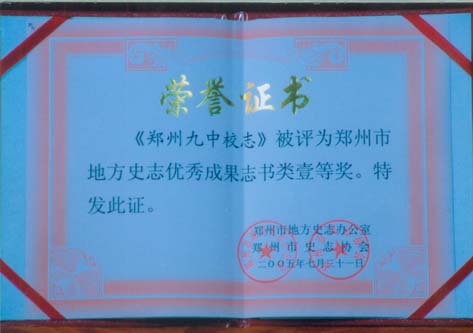 荣誉证书
《郑州九中校志》被评为郑州市
地方史志优秀成果志书类壹等奖。特
发此证。
郑州市地方史志办公室
郑州市史志协会
二00五年七月三十一日